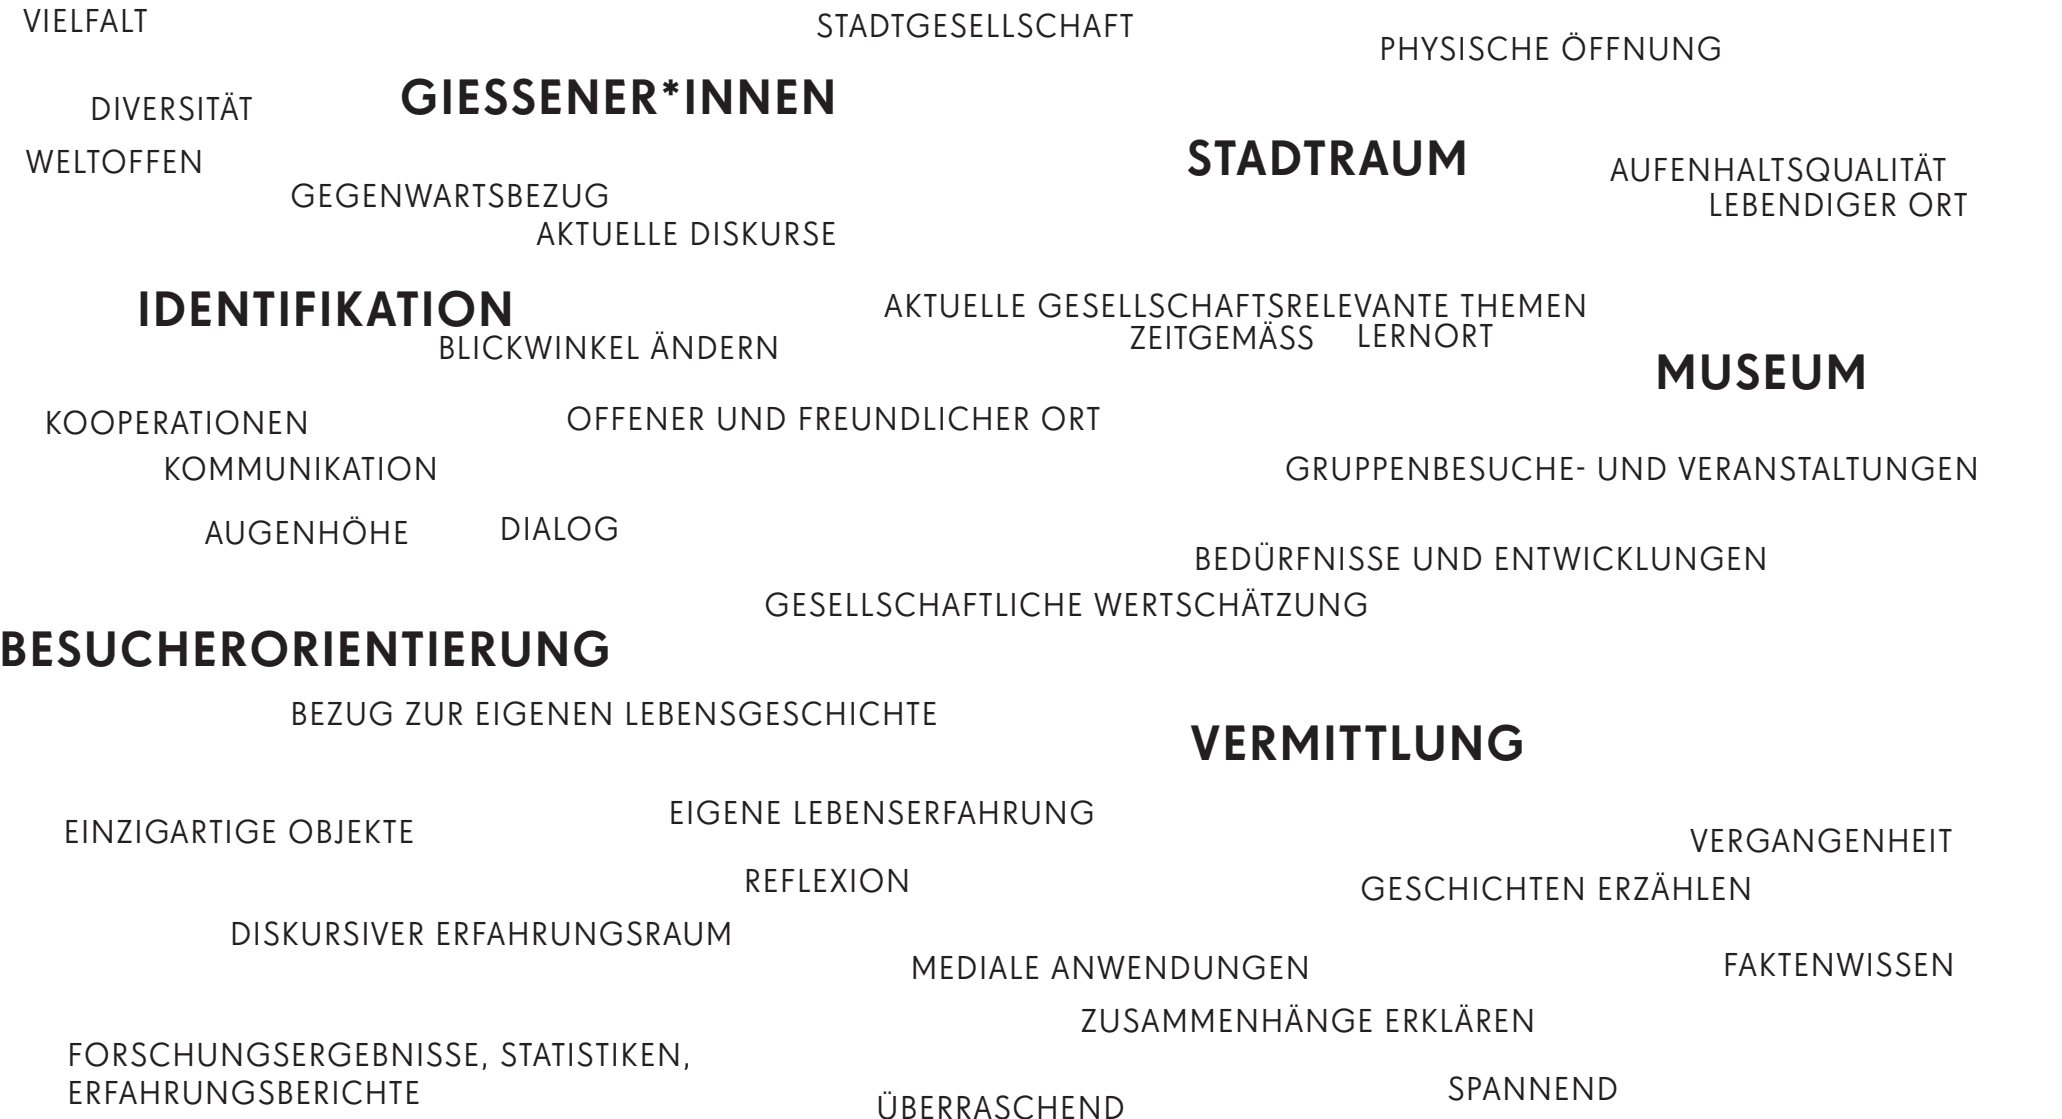 VIELFALT
STADTGESELLSCHAFT
PHYSISCHE ÖFFNUNG
GIESSENER*INNEN
DIVERSITÄT
STADTRAUM
WELTOFFEN
AUFENHALTSQUALITÄT
GEGENWARTSBEZUG
LEBENDIGER ORT
AKTUELLE DISKURSE
IDENTIFIKATION
AKTUELLE GESELLSCHAFTSRELEVANTE THEMEN
ZEITGEMÄSS
LERNORT
BLICKWINKEL ÄNDERN
MUSEUM
KOOPERATIONEN
OFFENER UND FREUNDLICHER ORT
KOMMUNIKATION
GRUPPENBESUCHE- UND VERANSTALTUNGEN
AUGENHÖHE
DIALOG
BEDÜRFNISSE UND ENTWICKLUNGEN
GESELLSCHAFTLICHE WERTSCHÄTZUNG
BESUCHERORIENTIERUNG
BEZUG ZUR EIGENEN LEBENSGESCHICHTE
VERMITTLUNG
EIGENE LEBENSERFAHRUNG
EINZIGARTIGE OBJEKTE
VERGANGENHEIT
REFLEXION
GESCHICHTEN ERZÄHLEN
DISKURSIVER ERFAHRUNGSRAUM
MEDIALE ANWENDUNGEN
FAKTENWISSEN
ZUSAMMENHÄNGE ERKLÄREN
FORSCHUNGSERGEBNISSE, STATISTIKEN,
ERFAHRUNGSBERICHTE
SPANNEND
ÜBERRASCHEND